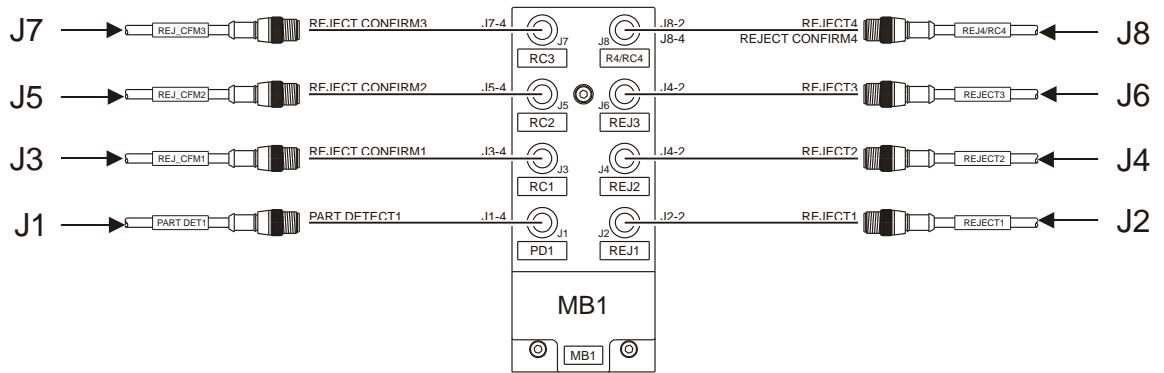 J7 REJ_CFM3 REJECT CONFIRM3 J7-4 J7 J8 J8-2 REJECT4 REJ4/RC4 J8
J8-4 REJECT CONFIRM4
RC3 R4/RC4
J5 REJ_CFM2 REJECT CONFIRM2 J5-4 J5 J6 J4-2 REJECT3 REJECT3 J6
RC2 REJ3
J3 REJ_CFM1 REJECT CONFIRM1 J3-4 J3 J4 J4-2 REJECT2 REJECT2 J4
RC1 REJ2
J1 PART DET1 PART DETECT1 J1-4 J1 J2 J2-2 REJECT1 REJECT1 J2
PD1 REJ1
MB1
MB1